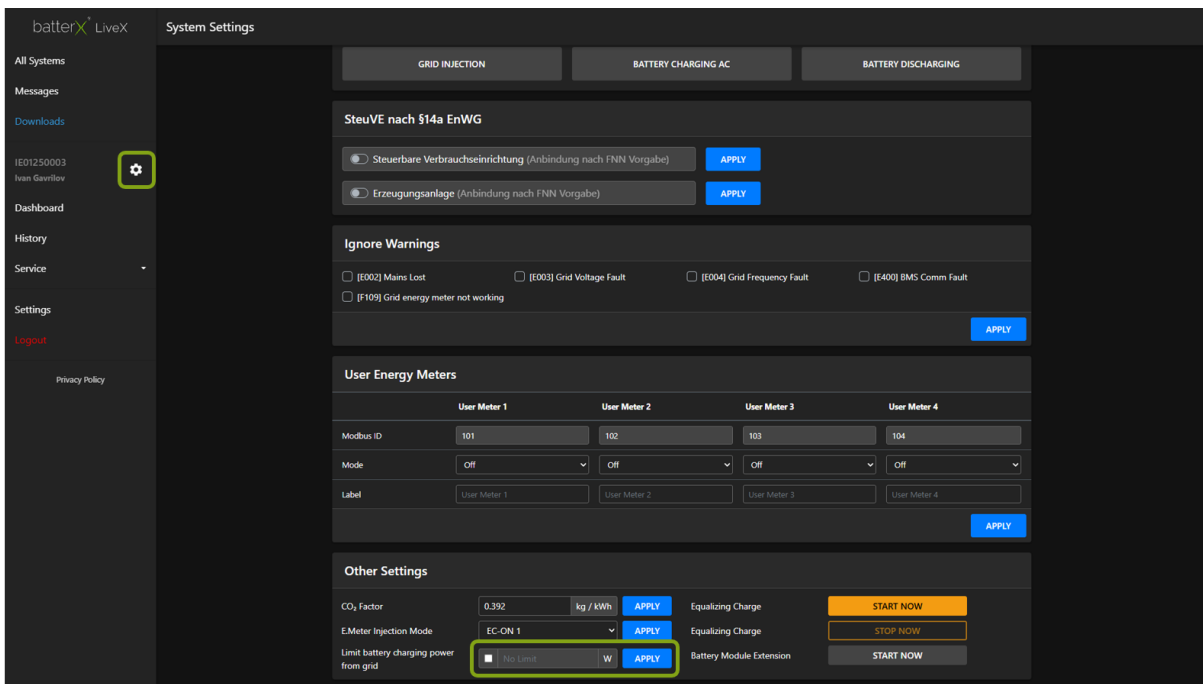 batterX® LiveX
System Settings
All Systems
Messages
Downloads
IE01250003
Ivan Gavrilov
Dashboard
History
Service
Settings
Logout
Privacy Policy
GRID INJECTION BATTERY CHARGING AC BATTERY DISCHARGING
SteuVE nach §14a EnWG
Steuerbare Verbrauchseinrichtung (Anbindung nach FNN Vorgabe) APPLY
Erzeugungsanlage (Anbindung nach FNN Vorgabe) APPLY
Ignore Warnings
[E002] Mains Lost [E003] Grid Voltage Fault [E004] Grid Frequency Fault [E400] BMS Comm Fault
[F109] Grid energy meter not working
APPLY
User Energy Meters
User Meter 1 User Meter 2 User Meter 3 User Meter 4
Modbus ID 101 102 103 104
Mode Off Off Off Off
Label User Meter 1 User Meter 2 User Meter 3 User Meter 4
APPLY
Other Settings
CO₂ Factor 0.392 kg / kWh APPLY Equalizing Charge START NOW
E.Meter Injection Mode EC-ON 1 APPLY Equalizing Charge STOP NOW
Limit battery charging power
from grid No Limit W APPLY Battery Module Extension START NOW